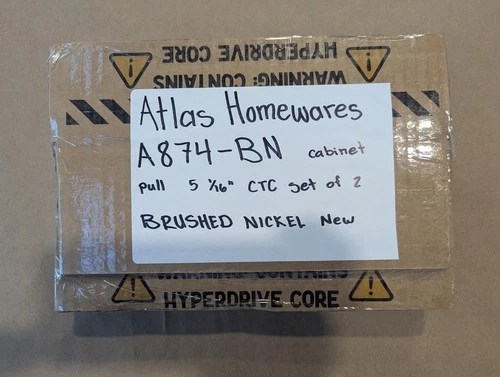 HYPERDRIVE CORE
WARNING: CONTAINS
Atlas Homewares
A874-BN cabinet
pull 5 1/16" CTC set of 2
BRUSHED NICKEL New
WARNING: CONTAINS
HYPERDRIVE CORE